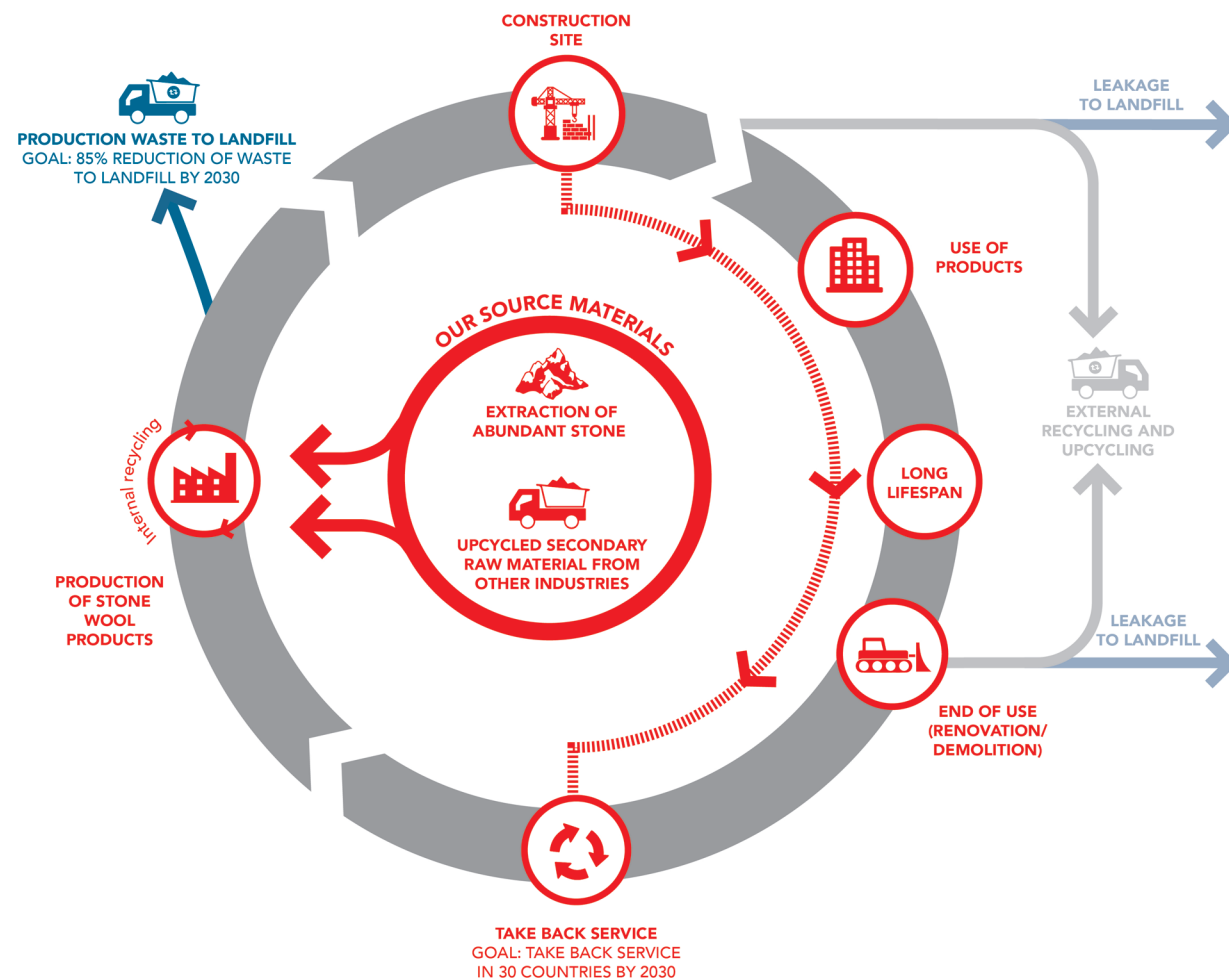 CONSTRUCTION
SITE
LEAKAGE
TO LANDFILL
PRODUCTION WASTE TO LANDFILL
GOAL: 85% REDUCTION OF WASTE
TO LANDFILL BY 2030
USE OF
PRODUCTS
OUR SOURCE MATERIALS
EXTRACTION OF
ABUNDANT STONE
EXTERNAL
RECYCLING AND
UPCYCLING
Internal recycling
LONG
LIFESPAN
UPCYCLED SECONDARY
RAW MATERIAL FROM
OTHER INDUSTRIES
PRODUCTION
OF STONE
WOOL
PRODUCTS
LEAKAGE
TO LANDFILL
END OF USE
(RENOVATION/
DEMOLITION)
TAKE BACK SERVICE
GOAL: TAKE BACK SERVICE
IN 30 COUNTRIES BY 2030